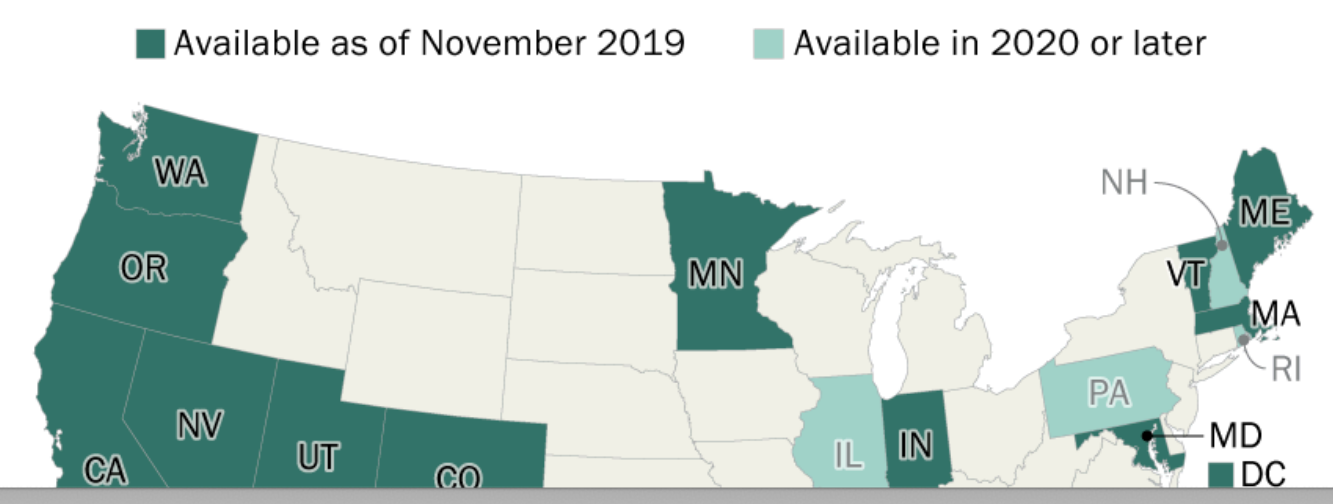 Available as of November 2019
Available in 2020 or later
WA
NH
ME
OR
MN
VT
MA
RI
PA
NV
MD
IL
IN
UT
CA
CO
DC